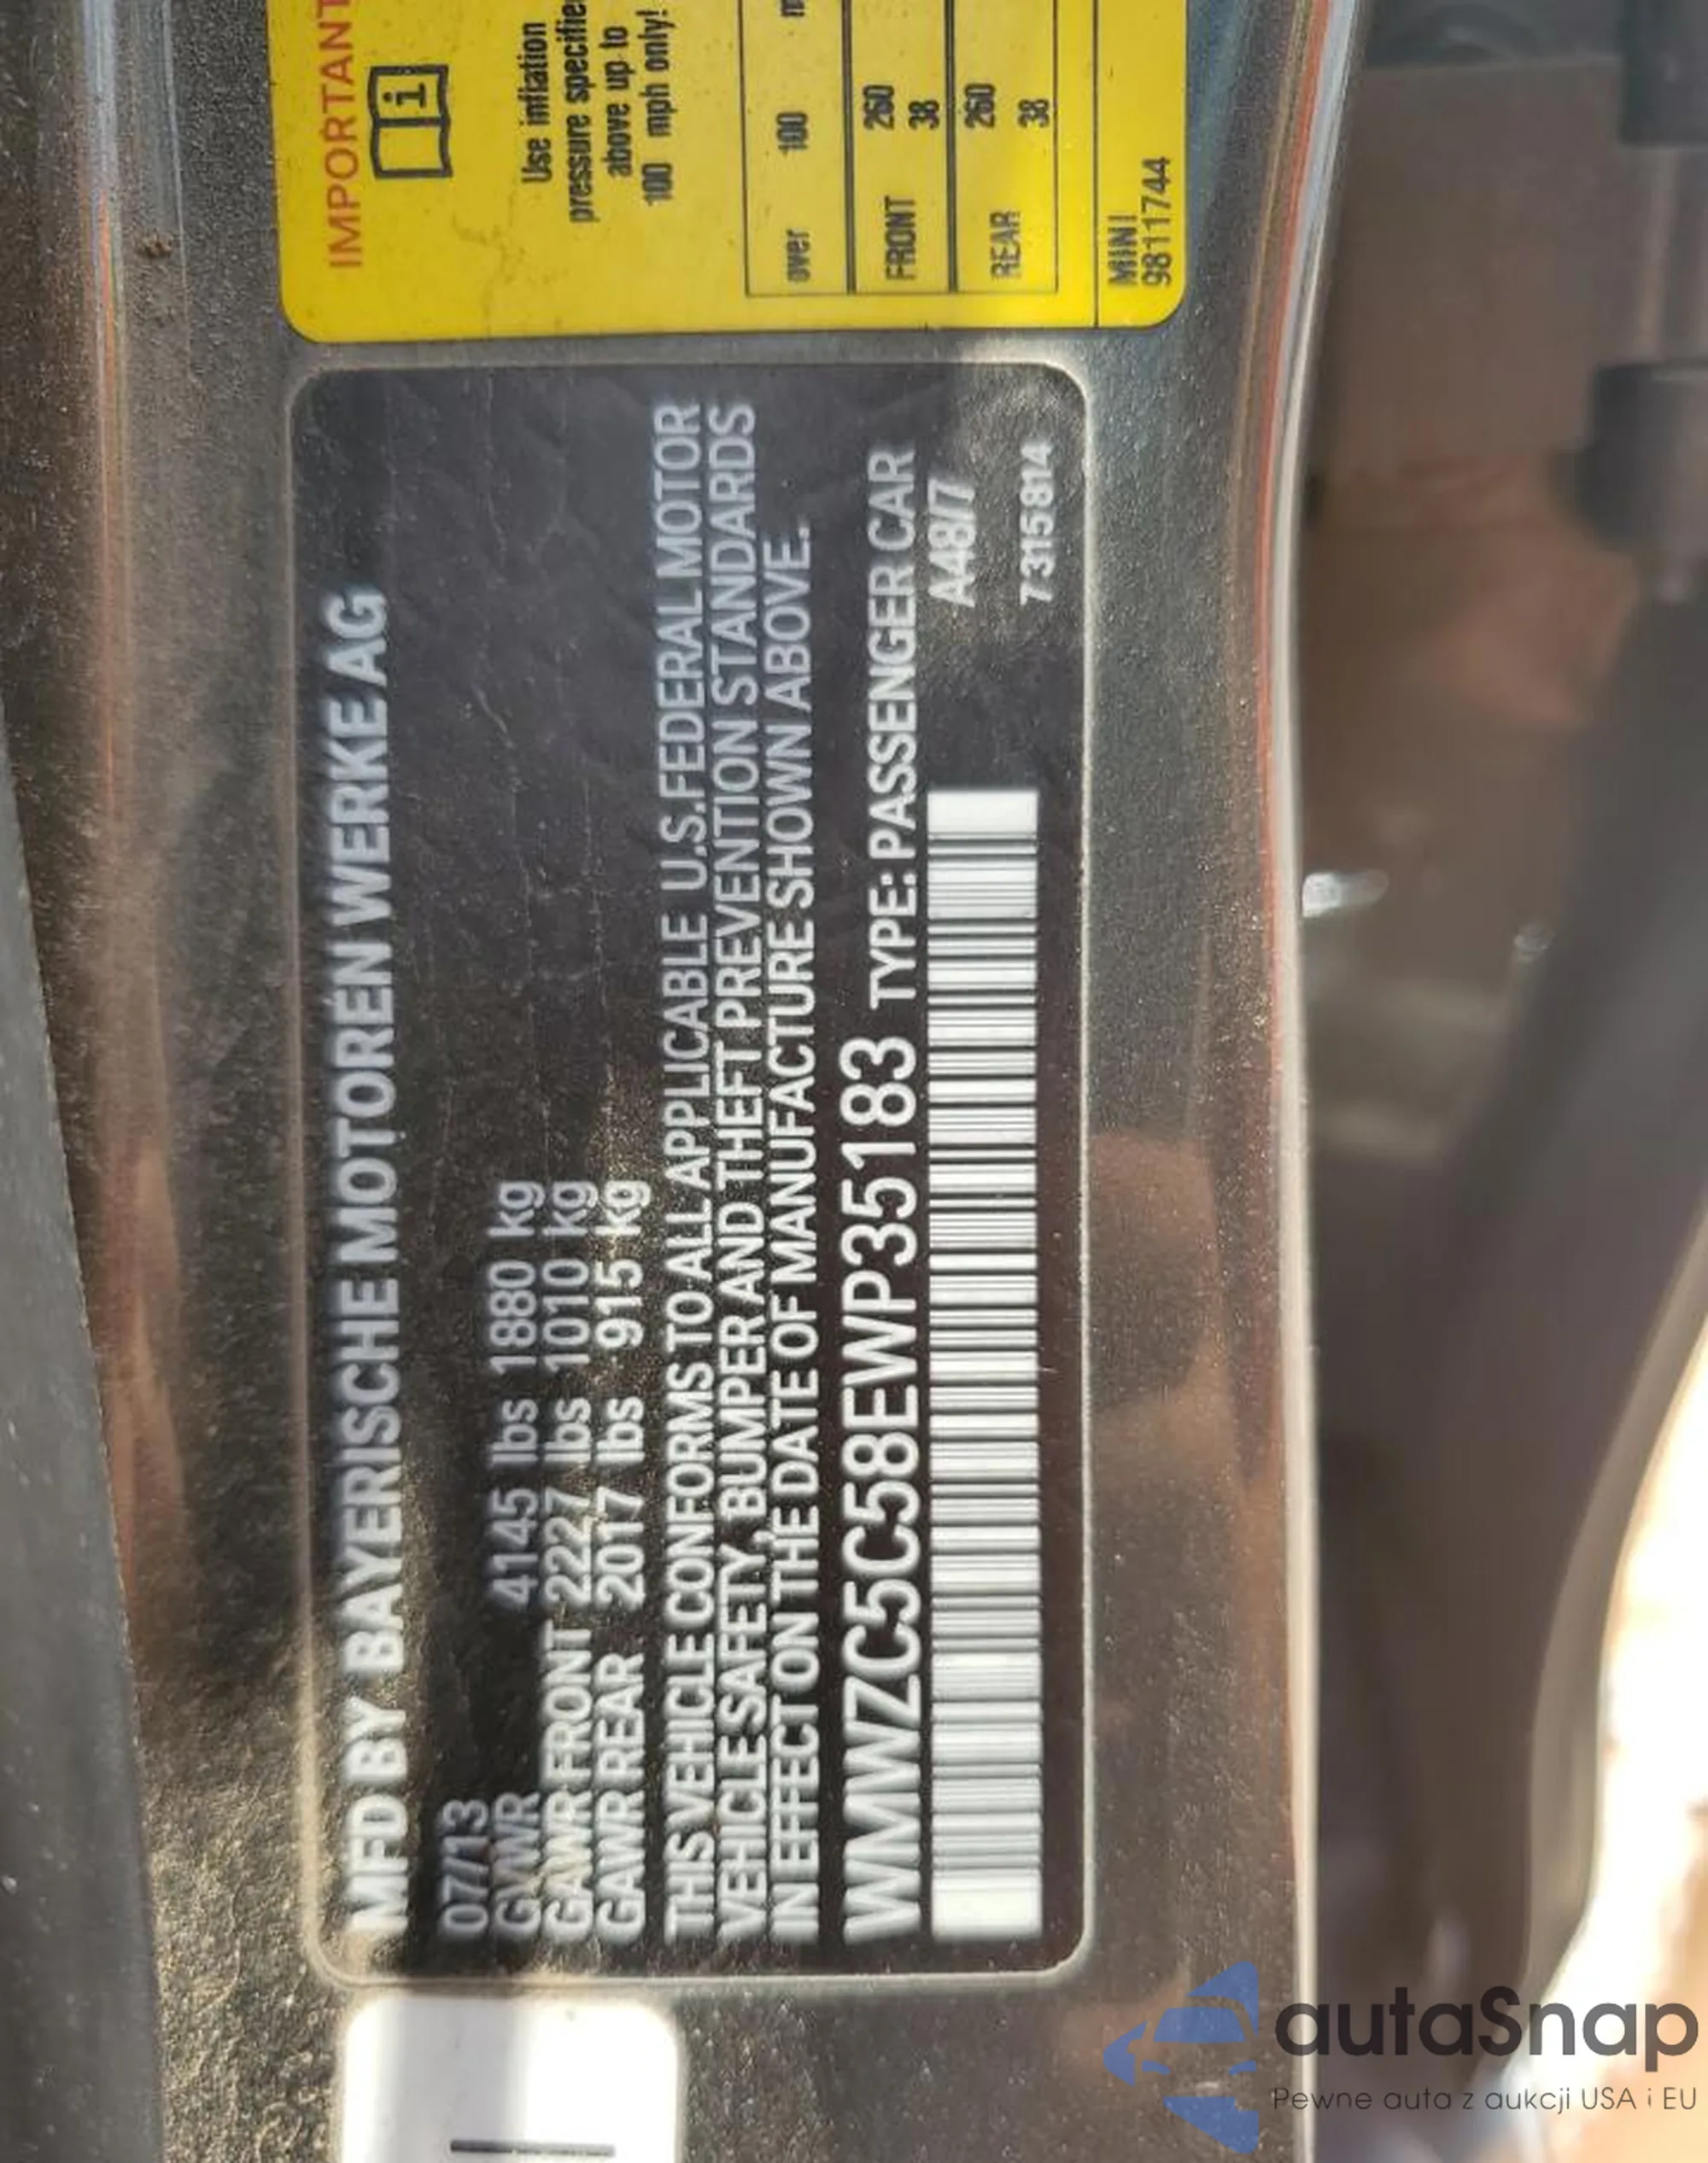 MFD BY BAYERISCHE MOTOREN WERKE AG
07/13
GVWR 4145 lbs 1880 kg
GAWR FRONT 2227 lbs 1010 kg
GAWR REAR 2017 lbs 915 kg
THIS VEHICLE CONFORMS TO ALL APPLICABLE U.S. FEDERAL MOTOR
VEHICLE SAFETY, BUMPER AND THEFT PREVENTION STANDARDS
IN EFFECT ON THE DATE OF MANUFACTURE SHOWN ABOVE.
WMWZC5C58EWP35183 TYPE: PASSENGER CAR
A48/7
7315814
IMPORTANT
i
Use inflation
pressure specifie
above up to
100 mph only!
over 100 m
FRONT 260
38
REAR 260
38
MINI
9811744
autaSnap
Pewne auta z aukcji USA i EU